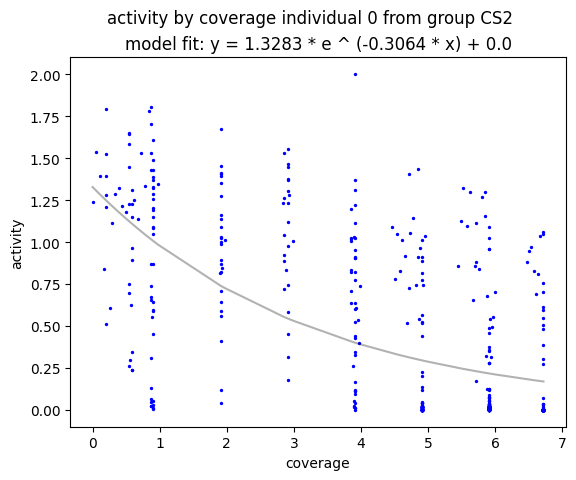 activity by coverage individual 0 from group CS2
model fit: y = 1.3283 * e ^ (-0.3064 * x) + 0.0
2.00
1.75
1.50
1.25
1.00
0.75
0.50
0.25
0.00
activity
0 1 2 3 4 5 6 7
coverage